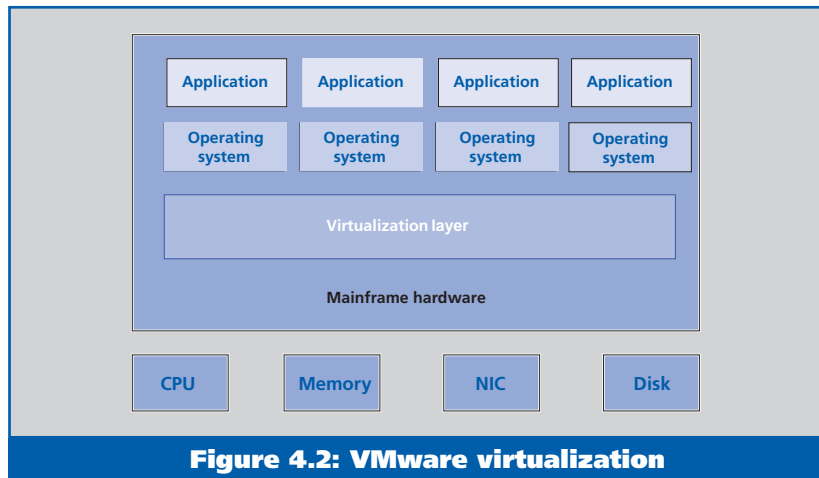 Application Application Application Application
Operating system Operating system Operating system Operating system
Virtualization layer
Mainframe hardware
CPU Memory NIC Disk
Figure 4.2: VMware virtualization